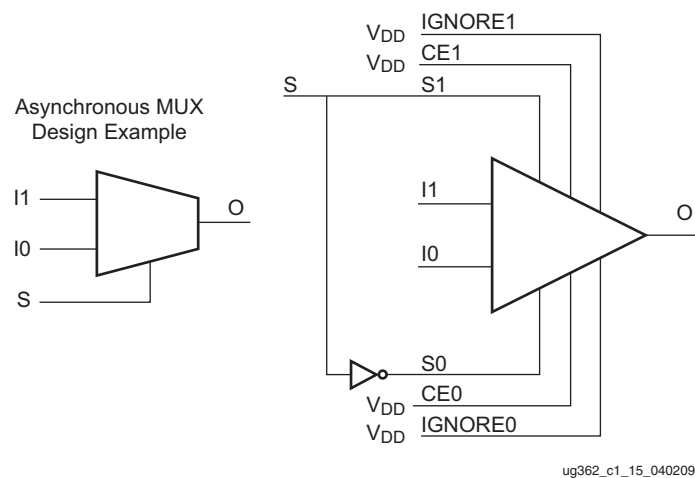 Asynchronous MUX
Design Example
I1
I0
S
O
VDD IGNORE1
VDD CE1
S S1
I1
I0
O
S0
VDD CE0
VDD IGNORE0
ug362_c1_15_040209